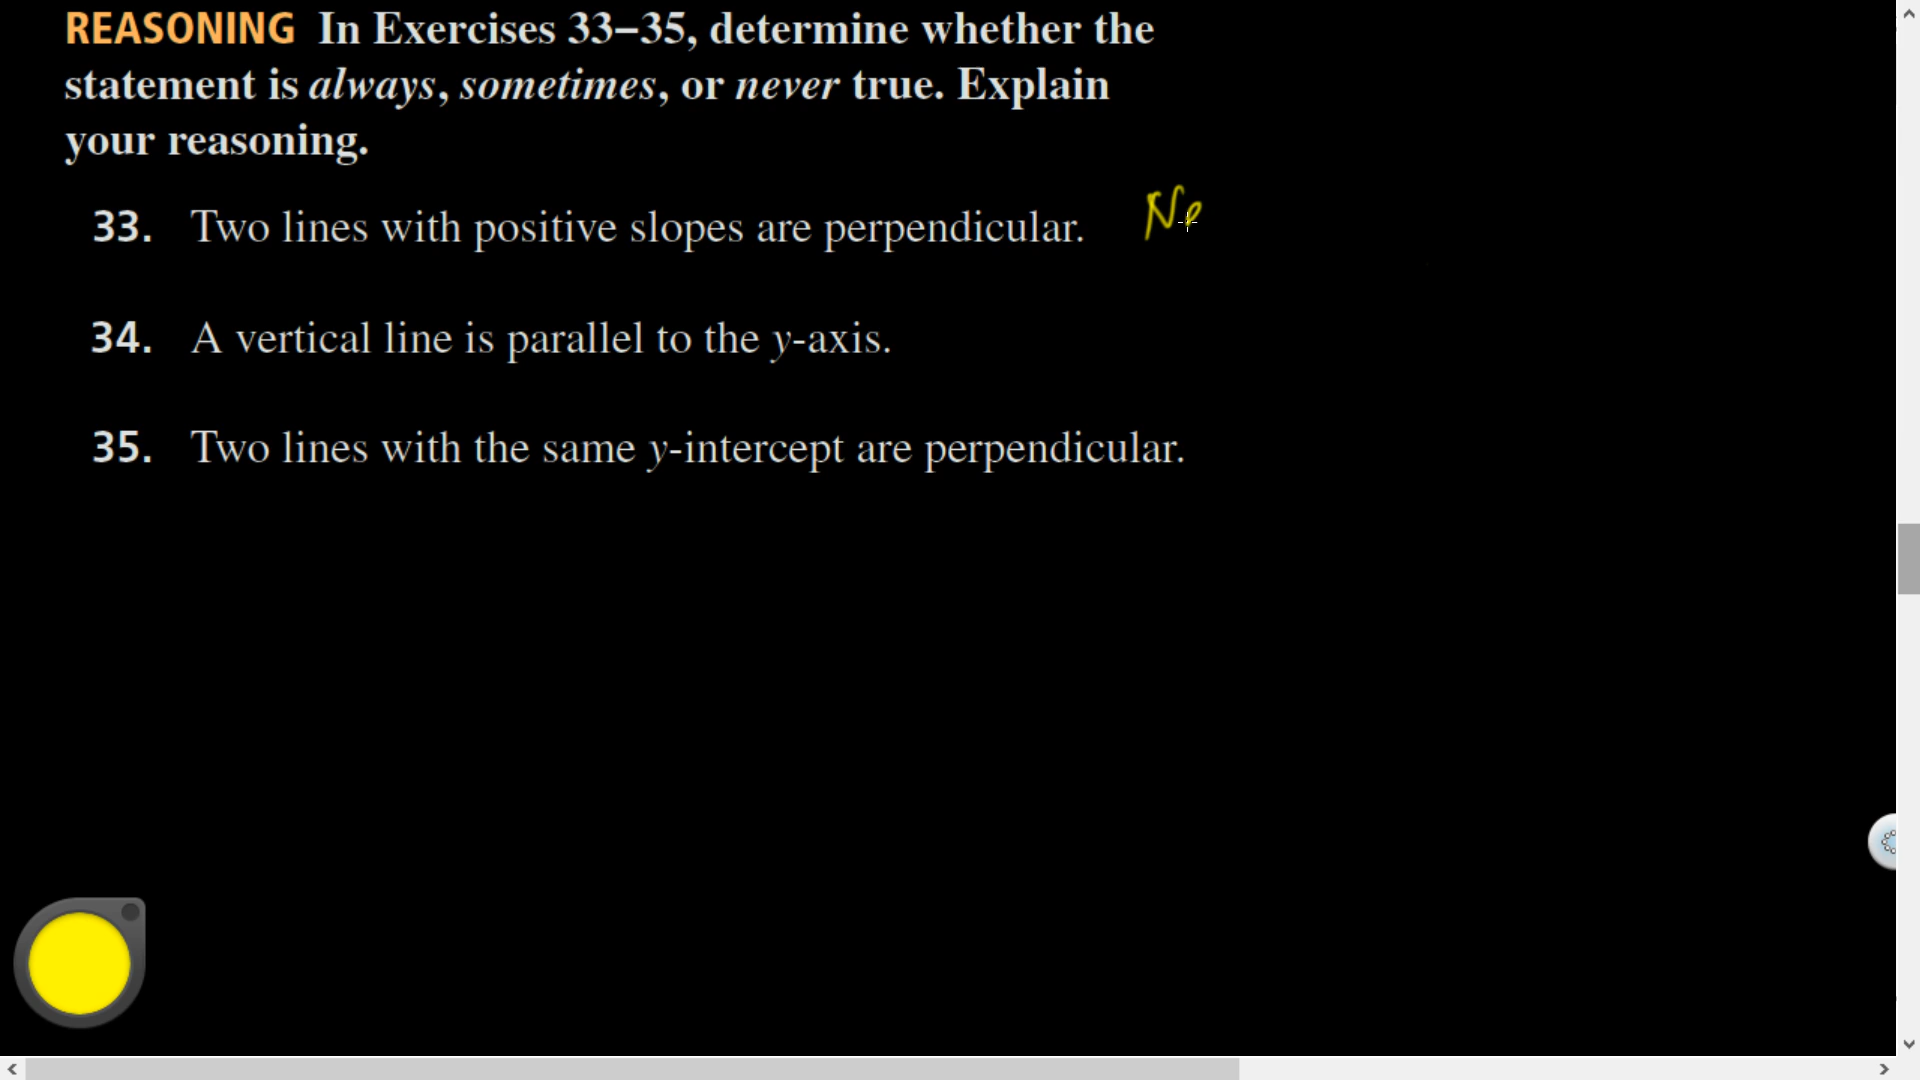 REASONING In Exercises 33–35, determine whether the
statement is always, sometimes, or never true. Explain
your reasoning.
33. Two lines with positive slopes are perpendicular. Ne
34. A vertical line is parallel to the y-axis.
35. Two lines with the same y-intercept are perpendicular.